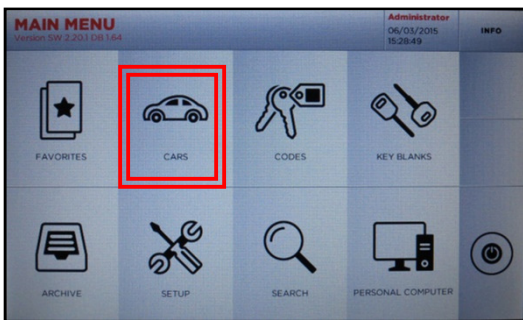 MAIN MENU
Version SW 2.20.1 DB 1.64
Administrator
06/03/2015
15:28:49
INFO
FAVORITES
CARS
CODES
KEY BLANKS
ARCHIVE
SETUP
SEARCH
PERSONAL COMPUTER